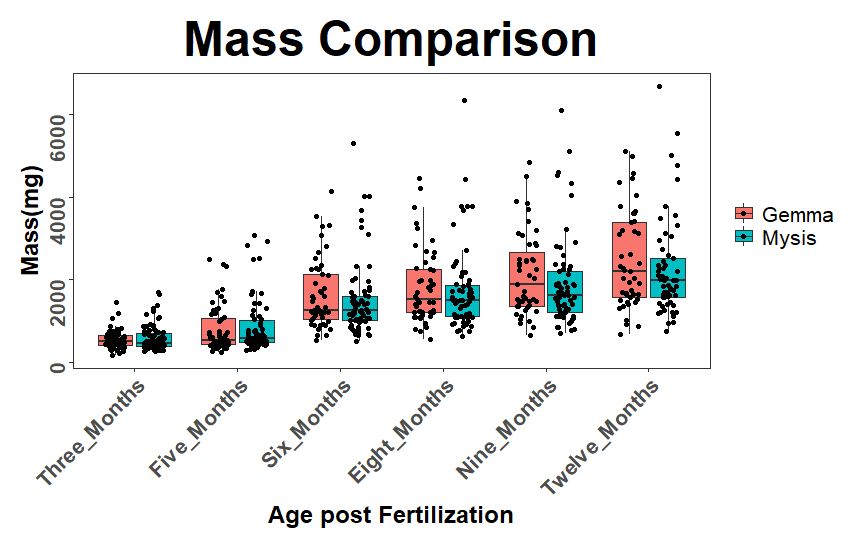 Mass Comparison
Mass(mg)
6000
4000
2000
0
Gemma
Mysis
Three_Months
Five_Months
Six_Months
Eight_Months
Nine_Months
Twelve_Months
Age post Fertilization